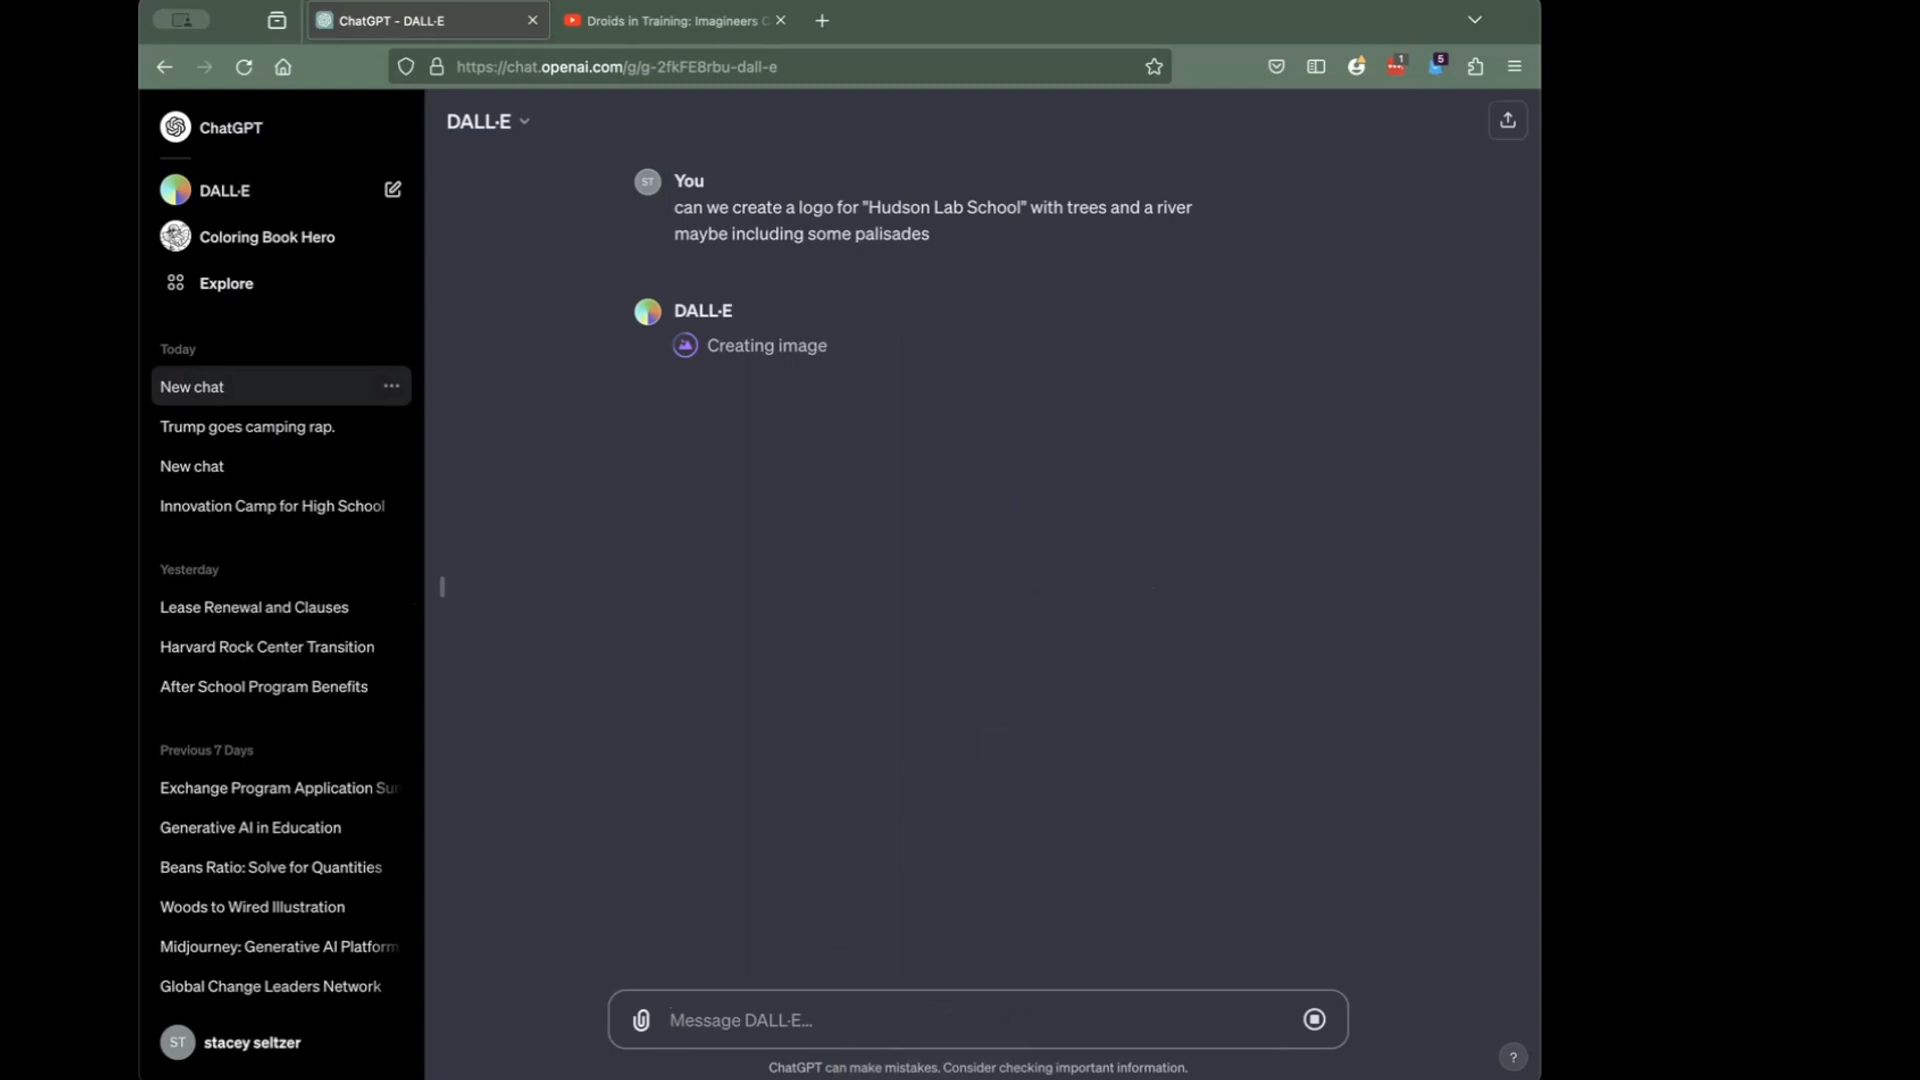 ChatGPT - DALL·E
Droids in Training: Imagineers
https://chat.openai.com/g/g-2fkFE8rbu-dall-e
1
5
ChatGPT
DALL·E
Coloring Book Hero
Explore
Today
New chat
Trump goes camping rap.
New chat
Innovation Camp for High School
Yesterday
Lease Renewal and Clauses
Harvard Rock Center Transition
After School Program Benefits
Previous 7 Days
Exchange Program Application Sum
Generative AI in Education
Beans Ratio: Solve for Quantities
Woods to Wired Illustration
Midjourney: Generative AI Platform
Global Change Leaders Network
ST
stacey seltzer
DALL·E
ST
You
can we create a logo for "Hudson Lab School" with trees and a river
maybe including some palisades
DALL·E
Creating image
Message DALL·E...
ChatGPT can make mistakes. Consider checking important information.
?